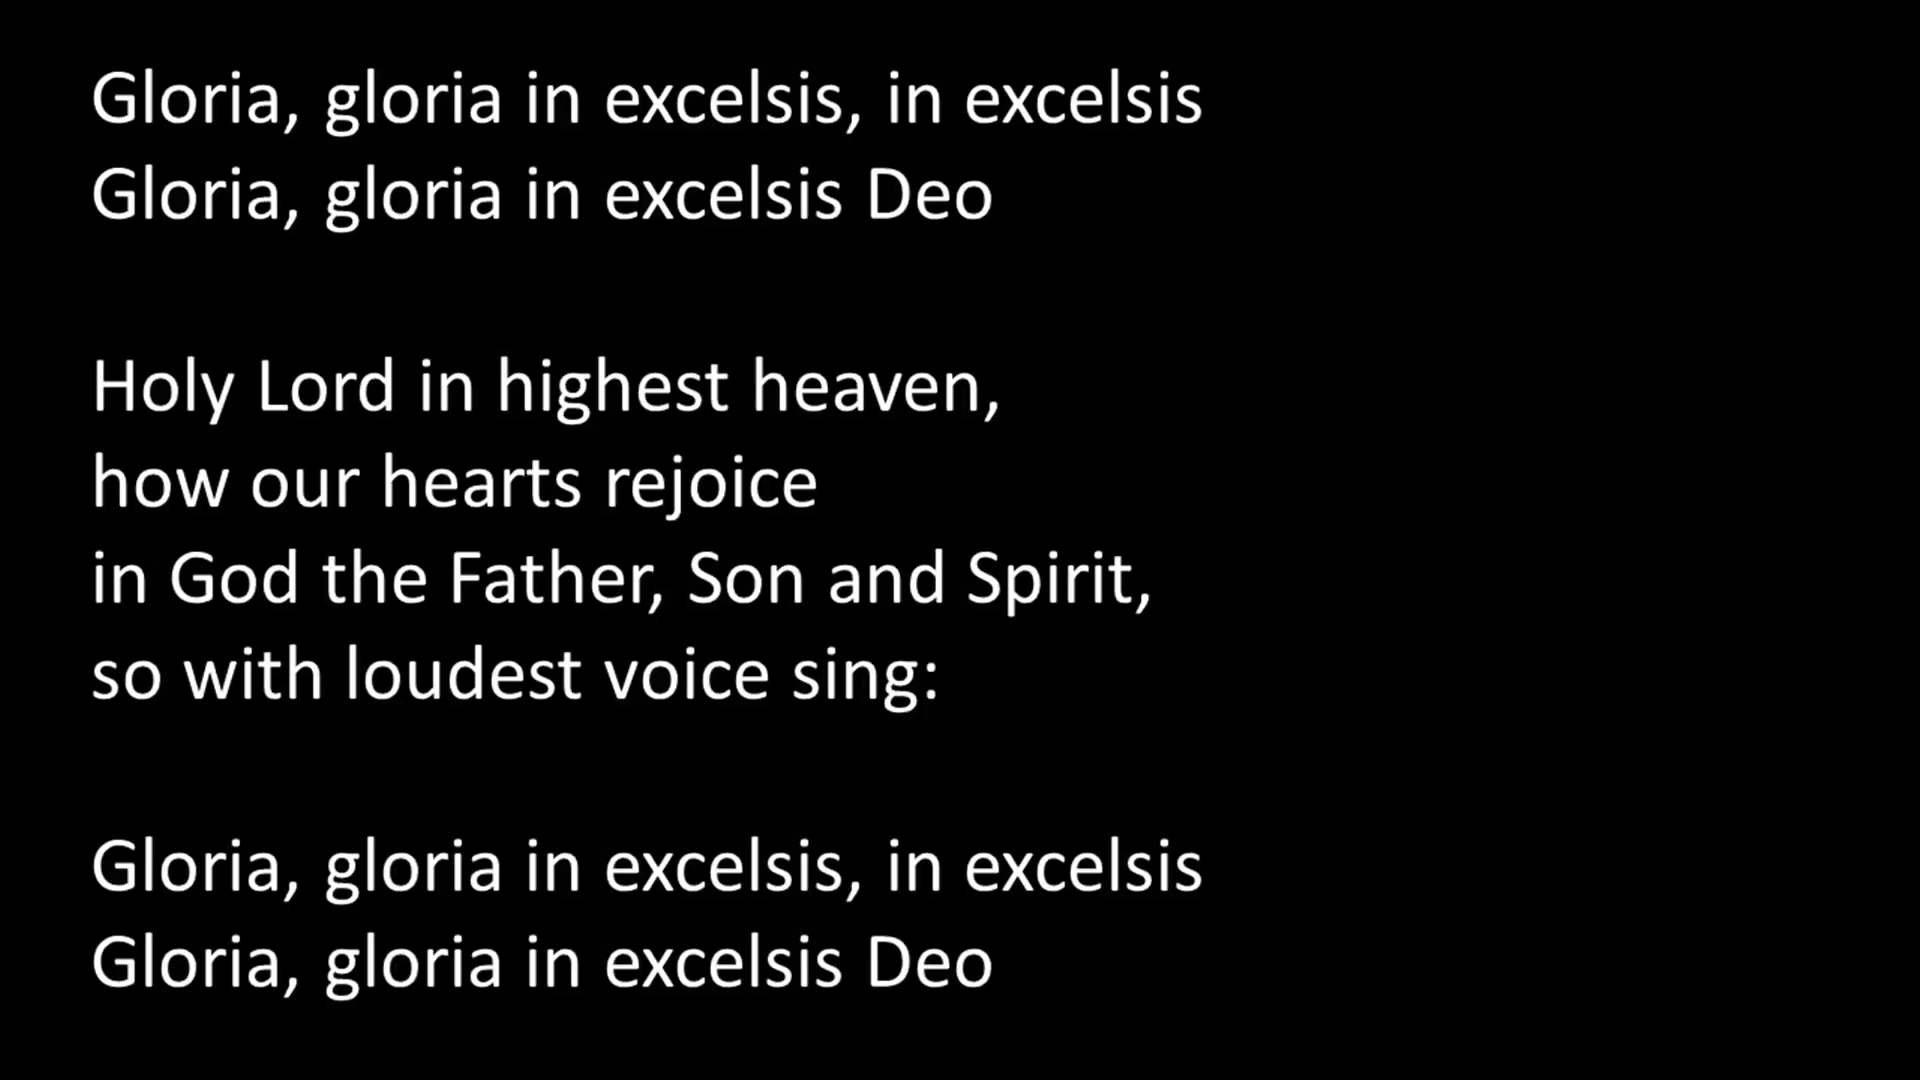 Gloria, gloria in excelsis, in excelsis
Gloria, gloria in excelsis Deo
Holy Lord in highest heaven,
how our hearts rejoice
in God the Father, Son and Spirit,
so with loudest voice sing:
Gloria, gloria in excelsis, in excelsis
Gloria, gloria in excelsis Deo